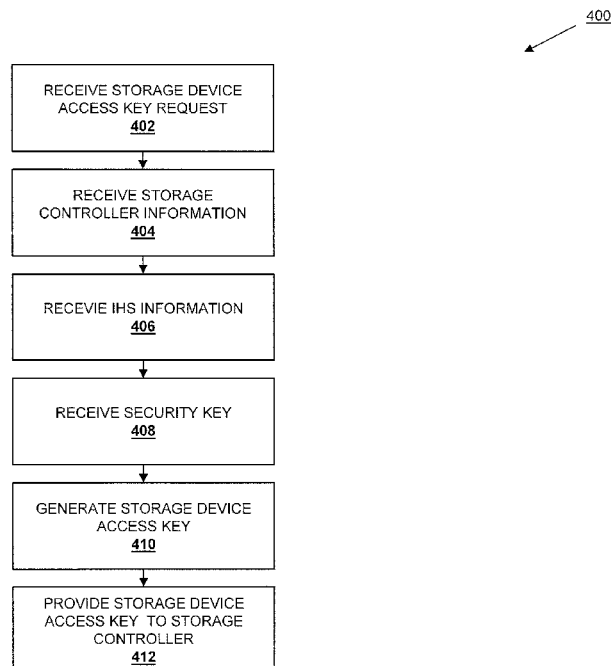 400
RECEIVE STORAGE DEVICE
ACCESS KEY REQUEST
402
RECEIVE STORAGE
CONTROLLER INFORMATION
404
RECEVIE IHS INFORMATION
406
RECEIVE SECURITY KEY
408
GENERATE STORAGE DEVICE
ACCESS KEY
410
PROVIDE STORAGE DEVICE
ACCESS KEY TO STORAGE
CONTROLLER
412